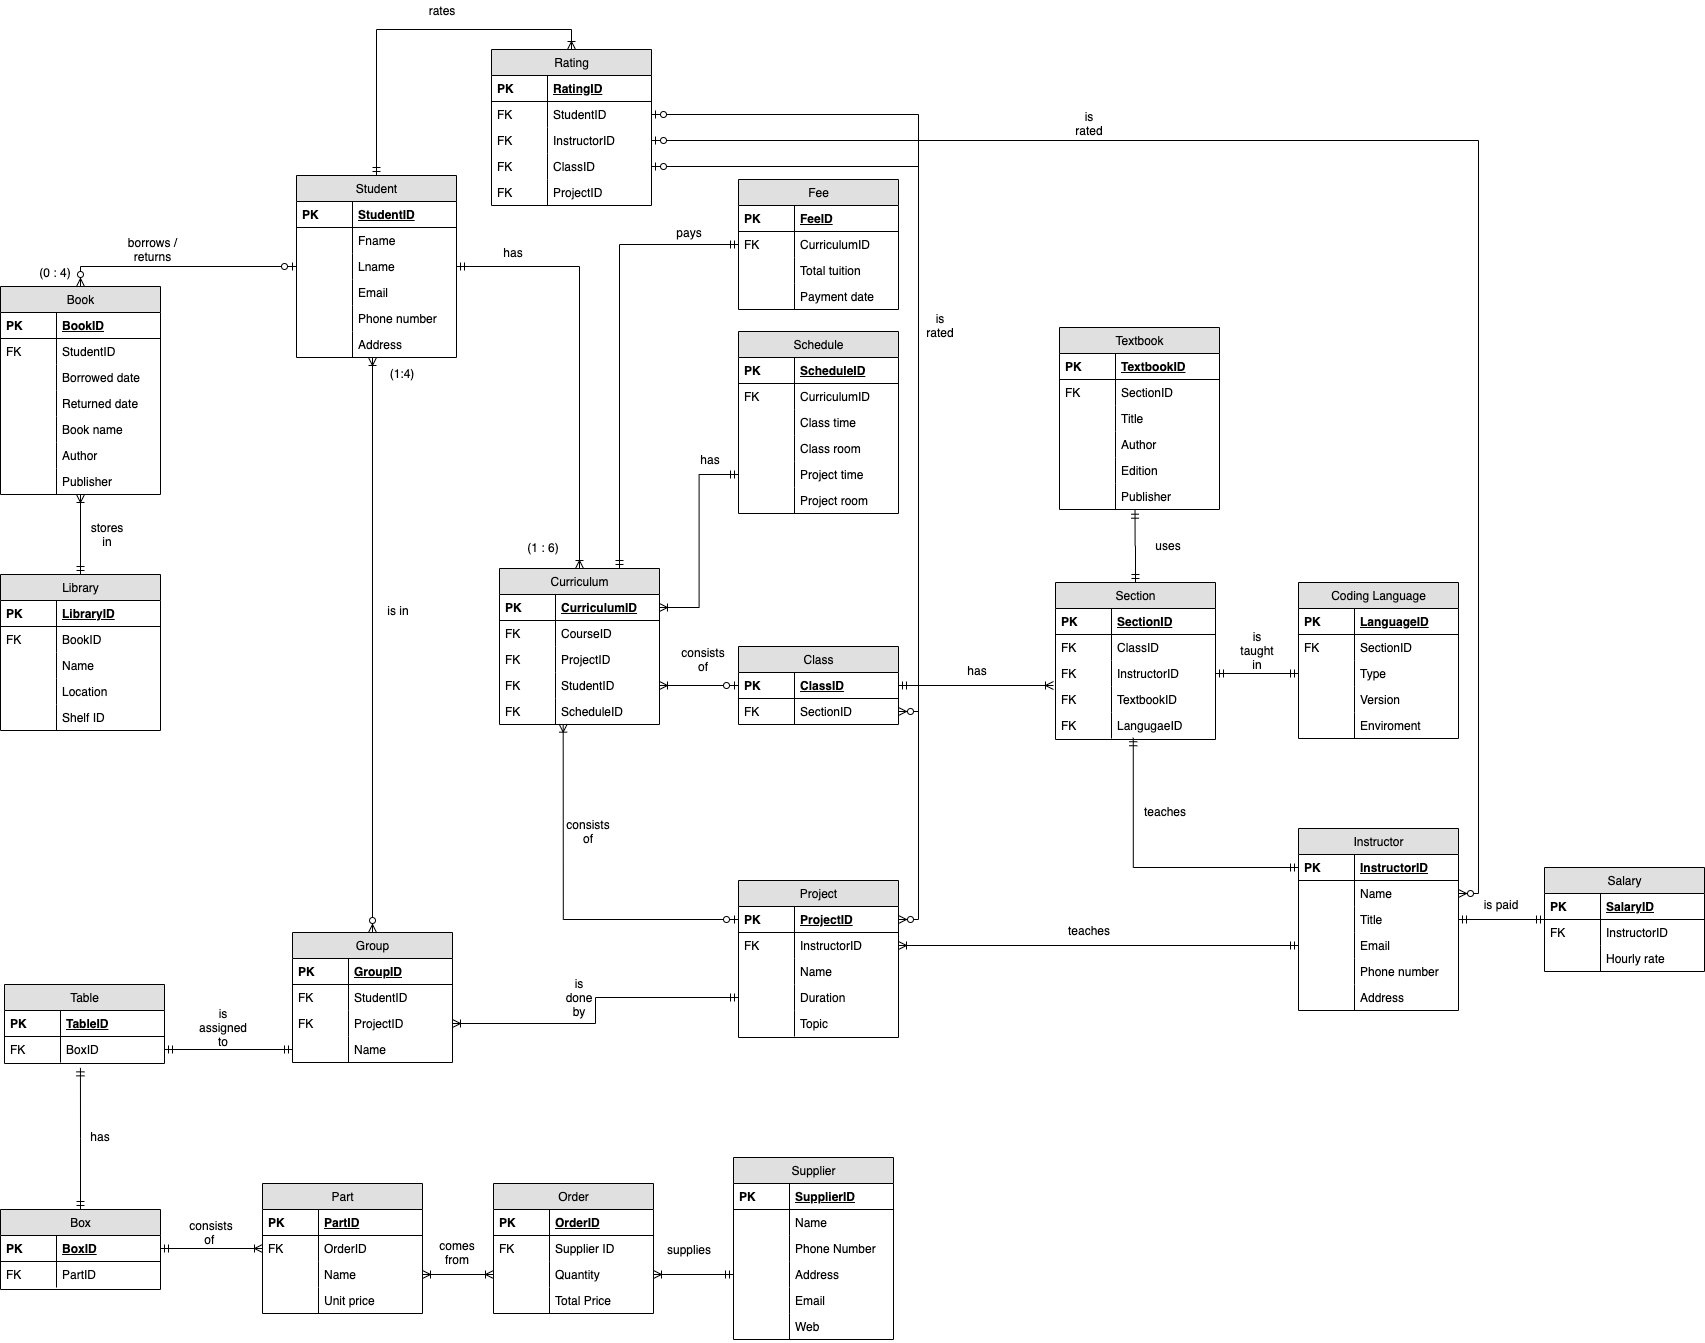 rates
Rating
PK RatingID
FK StudentID
FK InstructorID
FK ClassID
FK ProjectID
is
rated
Student
PK StudentID
Fname
Lname
Email
Phone number
Address
(1:4)
borrows /
returns
(0 : 4)
has
pays
Fee
PK FeeID
FK CurriculumID
Total tuition
Payment date
is
rated
Book
PK BookID
FK StudentID
Borrowed date
Returned date
Book name
Author
Publisher
stores
in
Library
PK LibraryID
FK BookID
Name
Location
Shelf ID
Schedule
PK ScheduleID
FK CurriculumID
Class time
Class room
Project time
Project room
has
Textbook
PK TextbookID
FK SectionID
Title
Author
Edition
Publisher
uses
(1 : 6)
is in
Curriculum
PK CurriculumID
FK CourseID
FK ProjectID
FK StudentID
FK ScheduleID
consists
of
Class
PK ClassID
FK SectionID
has
Section
PK SectionID
FK ClassID
FK InstructorID
FK TextbookID
FK LangugaeID
is
taught
in
Coding Language
PK LanguageID
FK SectionID
Type
Version
Enviroment
consists
of
teaches
Instructor
PK InstructorID
Name
Title
Email
Phone number
Address
is paid
Salary
PK SalaryID
FK InstructorID
Hourly rate
Project
PK ProjectID
FK InstructorID
Name
Duration
Topic
teaches
Group
PK GroupID
FK StudentID
FK ProjectID
Name
is
done
by
Table
PK TableID
FK BoxID
is
assigned
to
has
Box
PK BoxID
FK PartID
consists
of
Part
PK PartID
FK OrderID
Name
Unit price
comes
from
Order
PK OrderID
FK Supplier ID
Quantity
Total Price
supplies
Supplier
PK SupplierID
Name
Phone Number
Address
Email
Web